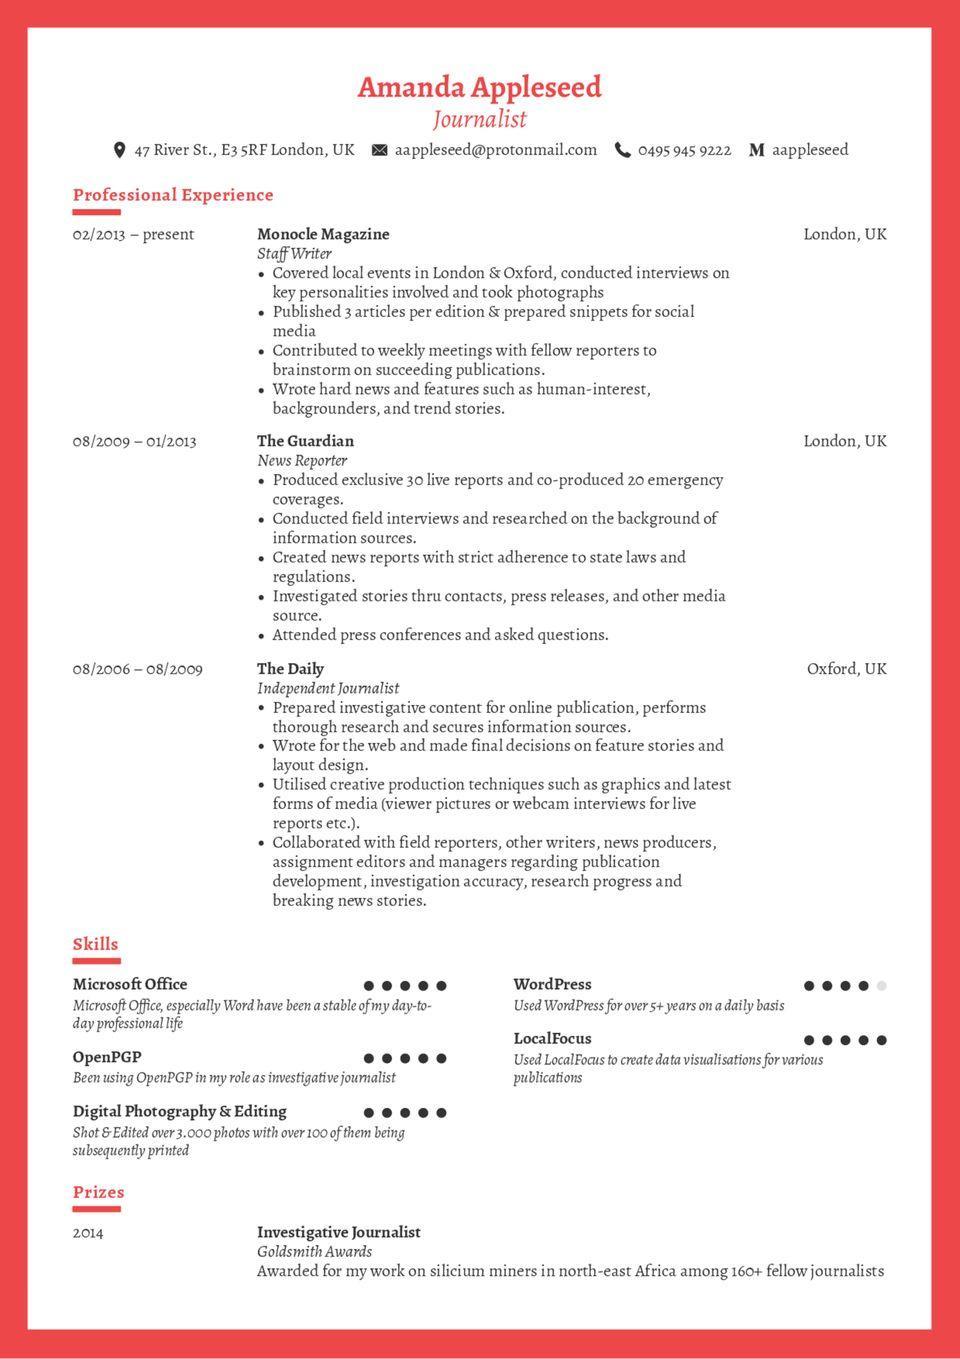 Amanda Appleseed
Journalist
47 River St., E3 5RF London, UK aappleseed@protonmail.com 0495 945 9222 M aappleseed
Professional Experience
02/2013 – present Monocle Magazine London, UK
Staff Writer
• Covered local events in London & Oxford, conducted interviews on
key personalities involved and took photographs
• Published 3 articles per edition & prepared snippets for social
media
• Contributed to weekly meetings with fellow reporters to
brainstorm on succeeding publications.
• Wrote hard news and features such as human-interest,
backgrounders, and trend stories.
08/2009 – 01/2013 The Guardian London, UK
News Reporter
• Produced exclusive 30 live reports and co-produced 20 emergency
coverages.
• Conducted field interviews and researched on the background of
information sources.
• Created news reports with strict adherence to state laws and
regulations.
• Investigated stories thru contacts, press releases, and other media
source.
• Attended press conferences and asked questions.
08/2006 – 08/2009 The Daily Oxford, UK
Independent Journalist
• Prepared investigative content for online publication, performs
thorough research and secures information sources.
• Wrote for the web and made final decisions on feature stories and
layout design.
• Utilised creative production techniques such as graphics and latest
forms of media (viewer pictures or webcam interviews for live
reports etc.).
• Collaborated with field reporters, other writers, news producers,
assignment editors and managers regarding publication
development, investigation accuracy, research progress and
breaking news stories.
Skills
Microsoft Office
Microsoft Office, especially Word have been a stable of my day-to-
day professional life
OpenPGP
Been using OpenPGP in my role as investigative journalist
Digital Photography & Editing
Shot & Edited over 3.000 photos with over 100 of them being
subsequently printed
WordPress
Used WordPress for over 5+ years on a daily basis
LocalFocus
Used LocalFocus to create data visualisations for various
publications
Prizes
2014 Investigative Journalist
Goldsmith Awards
Awarded for my work on silicium miners in north-east Africa among 160+ fellow journalists